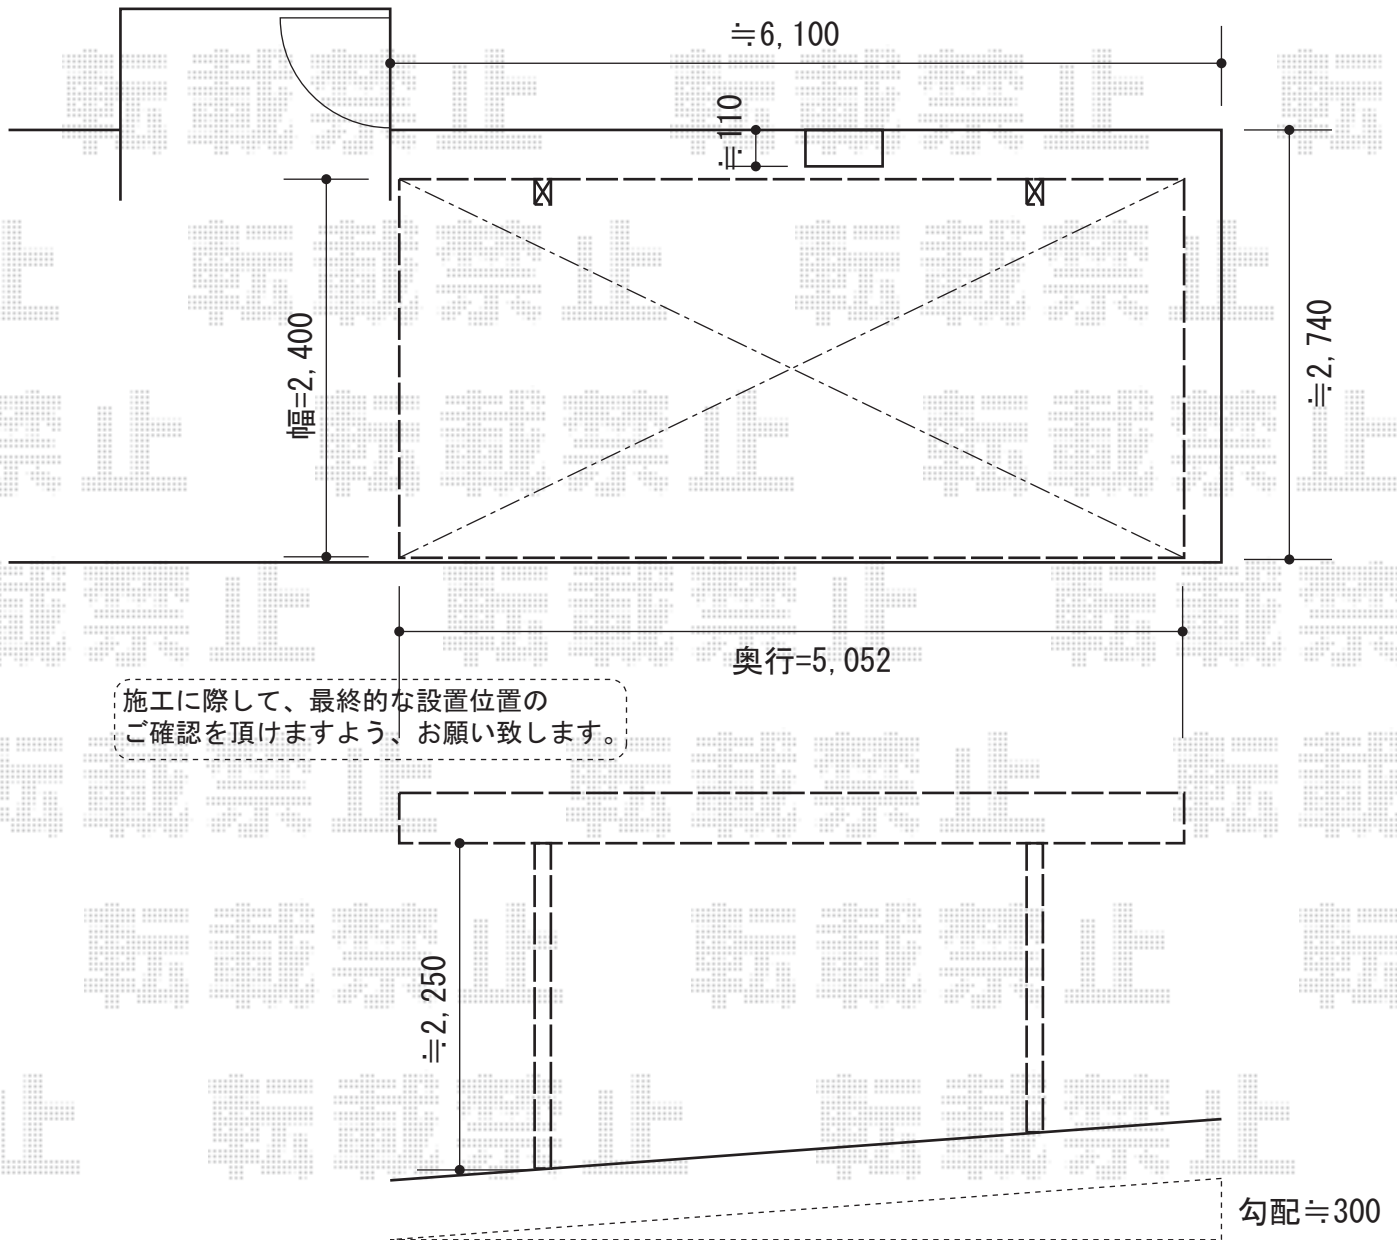 ≒6,100
≒110
幅=2,400
≒2,740
奥行=5,052
施工に際して、最終的な設置位置の
ご確認を頂けますよう、お願い致します。
≒2,250
勾配≒300
転載禁止